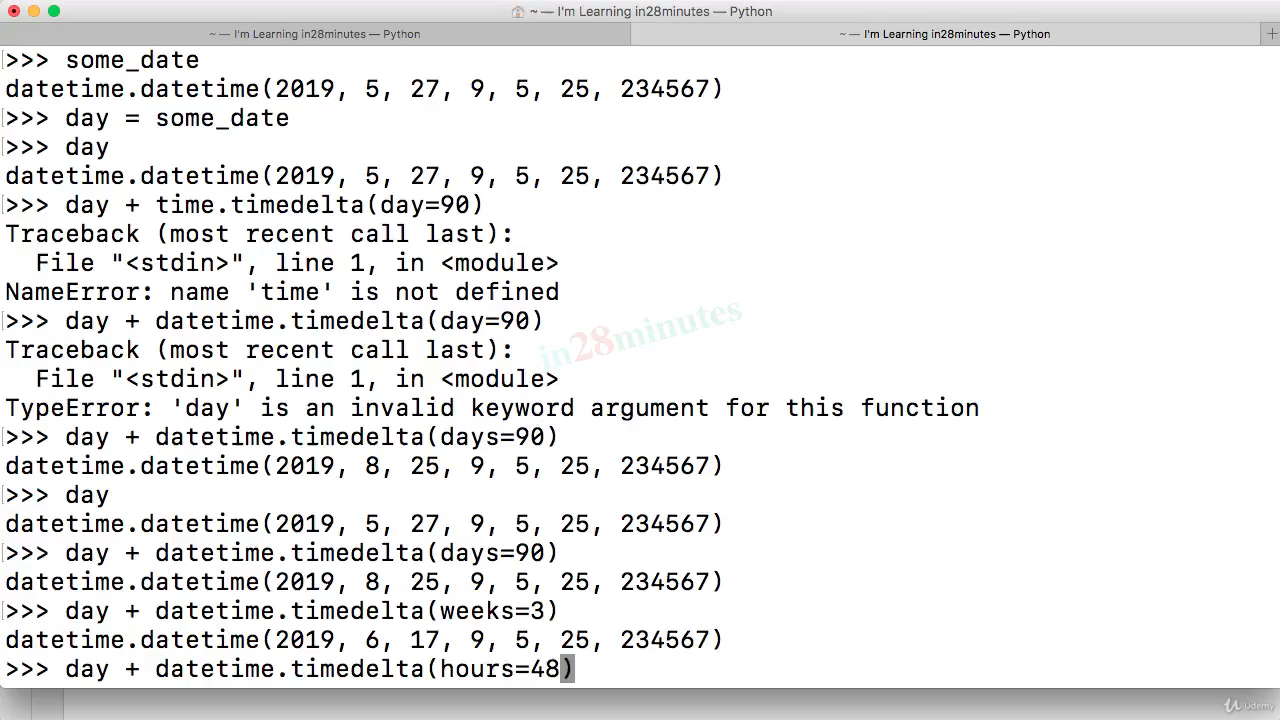 ~ — I'm Learning in28minutes — Python
~ — I'm Learning in28minutes — Python
~ — I'm Learning in28minutes — Python
>>> some_date
datetime.datetime(2019, 5, 27, 9, 5, 25, 234567)
>>> day = some_date
>>> day
datetime.datetime(2019, 5, 27, 9, 5, 25, 234567)
>>> day + time.timedelta(day=90)
Traceback (most recent call last):
  File "<stdin>", line 1, in <module>
NameError: name 'time' is not defined
>>> day + datetime.timedelta(day=90)
Traceback (most recent call last):
  File "<stdin>", line 1, in <module>
TypeError: 'day' is an invalid keyword argument for this function
>>> day + datetime.timedelta(days=90)
datetime.datetime(2019, 8, 25, 9, 5, 25, 234567)
>>> day
datetime.datetime(2019, 5, 27, 9, 5, 25, 234567)
>>> day + datetime.timedelta(days=90)
datetime.datetime(2019, 8, 25, 9, 5, 25, 234567)
>>> day + datetime.timedelta(weeks=3)
datetime.datetime(2019, 6, 17, 9, 5, 25, 234567)
>>> day + datetime.timedelta(hours=48)
in28minutes
Udemy